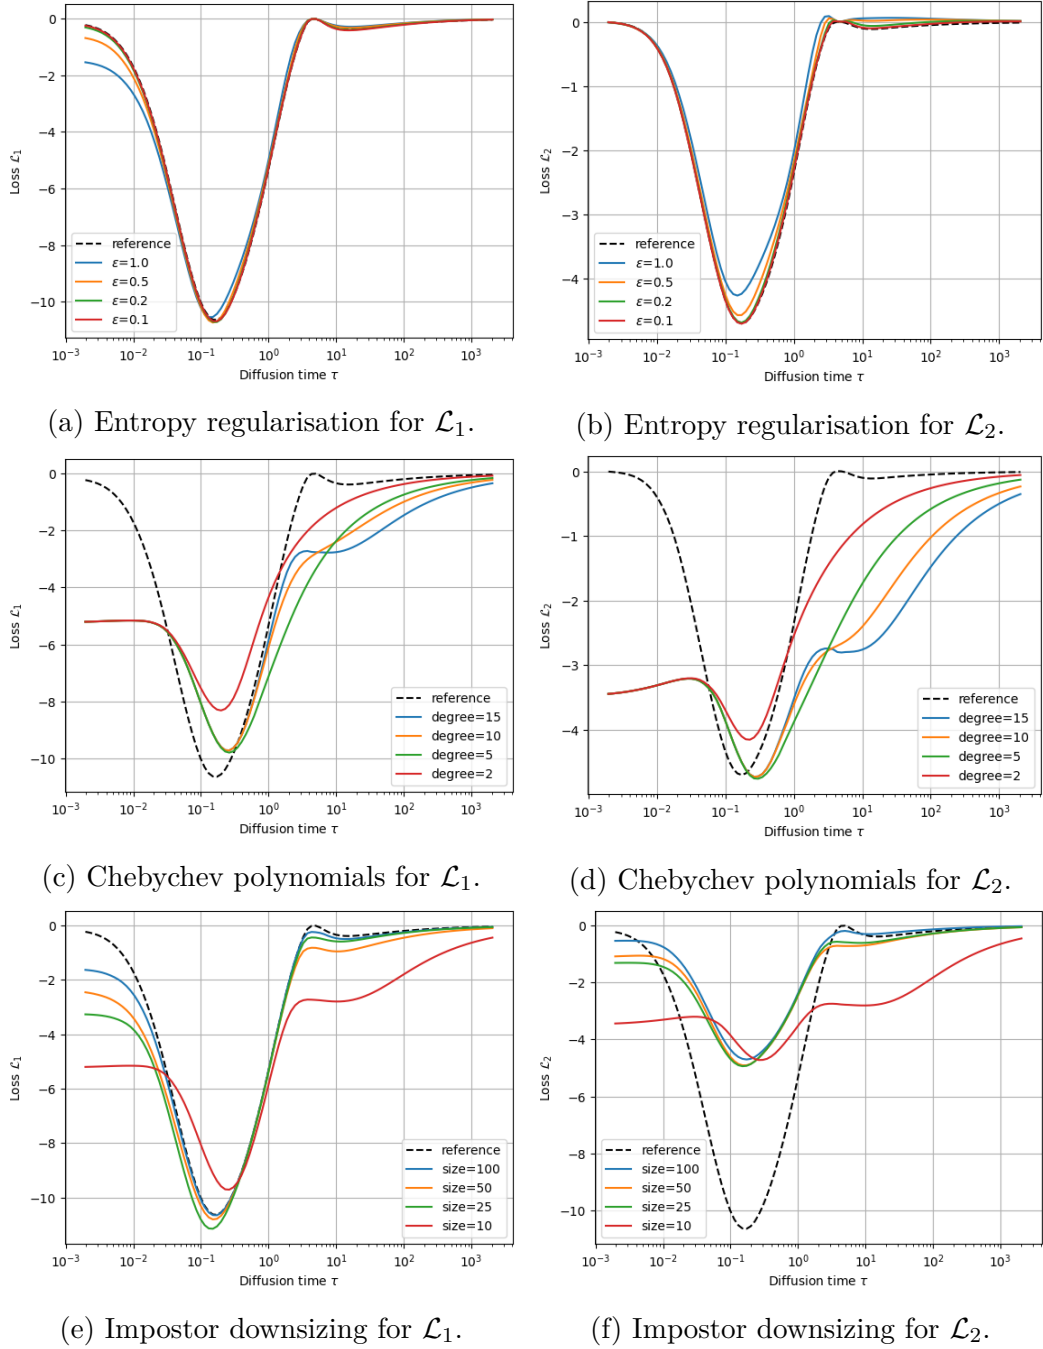 0
−2
−4
−6
−8
−10
Loss ℒ₁
reference
ε=1.0
ε=0.5
ε=0.2
ε=0.1
10⁻³ 10⁻² 10⁻¹ 10⁰ 10¹ 10² 10³
Diffusion time τ
(a) Entropy regularisation for ℒ₁.
0
−1
−2
−3
−4
Loss ℒ₂
reference
ε=1.0
ε=0.5
ε=0.2
ε=0.1
10⁻³ 10⁻² 10⁻¹ 10⁰ 10¹ 10² 10³
Diffusion time τ
(b) Entropy regularisation for ℒ₂.
0
−2
−4
−6
−8
−10
Loss ℒ₁
reference
degree=15
degree=10
degree=5
degree=2
10⁻³ 10⁻² 10⁻¹ 10⁰ 10¹ 10² 10³
Diffusion time τ
(c) Chebychev polynomials for ℒ₁.
0
−1
−2
−3
−4
Loss ℒ₂
reference
degree=15
degree=10
degree=5
degree=2
10⁻³ 10⁻² 10⁻¹ 10⁰ 10¹ 10² 10³
Diffusion time τ
(d) Chebychev polynomials for ℒ₂.
0
−2
−4
−6
−8
−10
Loss ℒ₁
reference
size=100
size=50
size=25
size=10
10⁻³ 10⁻² 10⁻¹ 10⁰ 10¹ 10² 10³
Diffusion time τ
(e) Impostor downsizing for ℒ₁.
0
−2
−4
−6
−8
−10
Loss ℒ₂
reference
size=100
size=50
size=25
size=10
10⁻³ 10⁻² 10⁻¹ 10⁰ 10¹ 10² 10³
Diffusion time τ
(f) Impostor downsizing for ℒ₂.